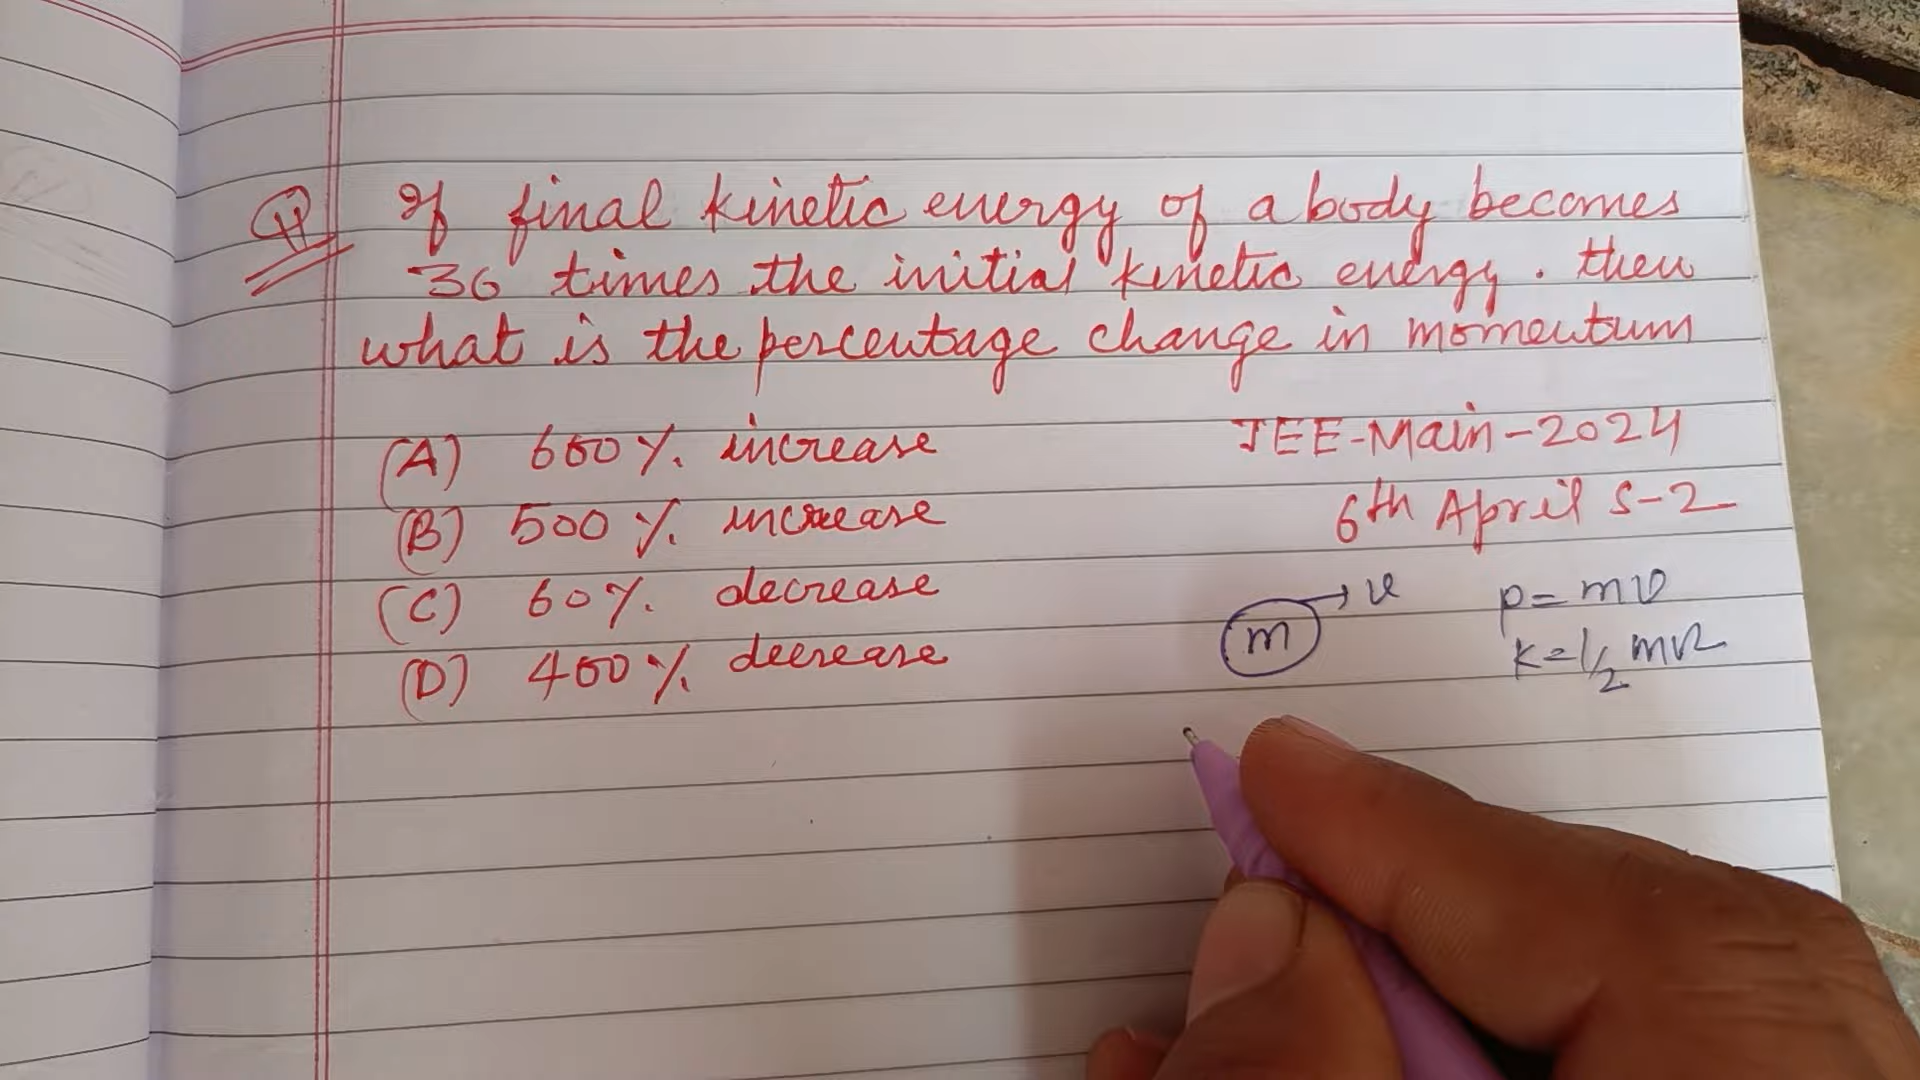 Q If final kinetic energy of a body becomes
36 times the initial kinetic energy. then
what is the percentage change in momentum
(A) 600%. increase
JEE-Main-2024
(B) 500%. increase
6th April S-2
(C) 60%. decrease
(D) 400%. decrease
m → v
p = mv
k = 1/2 mv²